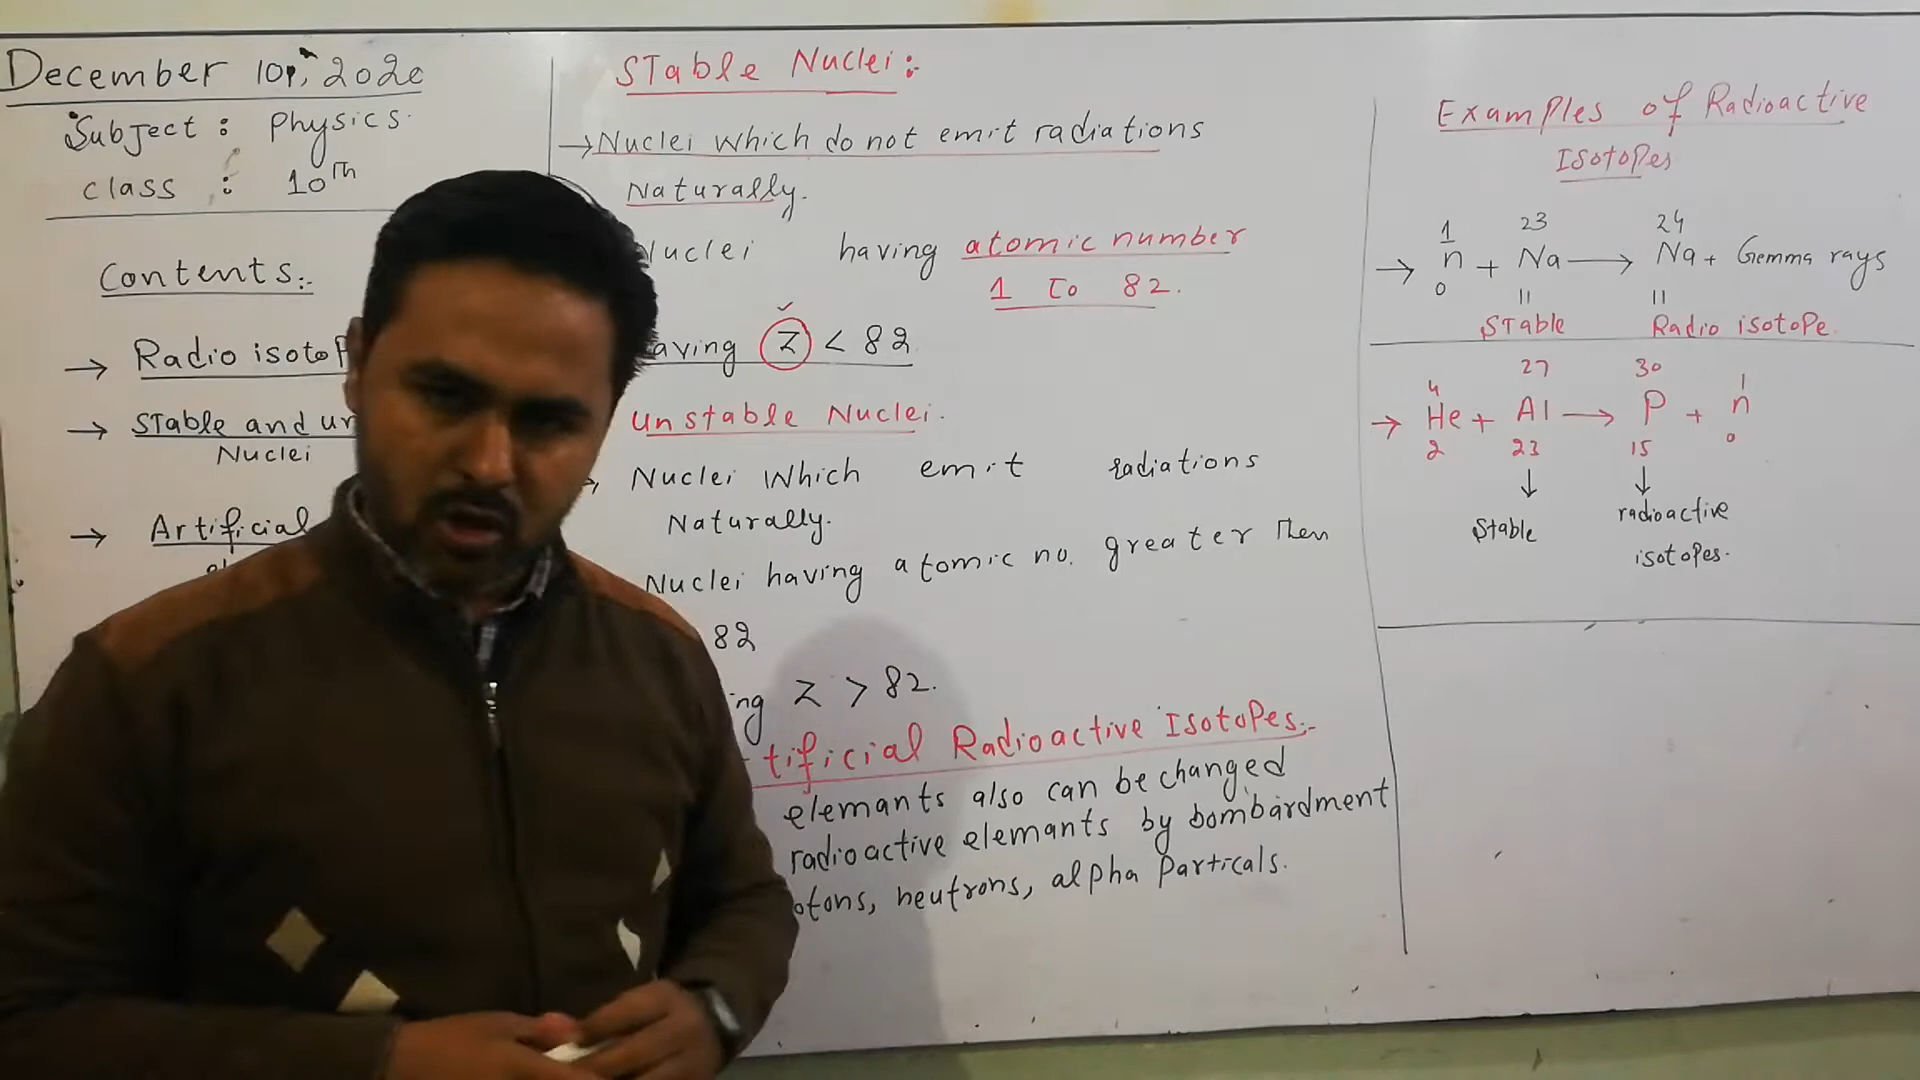 December 10, 2020
Subject : Physics.
class : 10Th
Contents:-
→ Radio isotop
→ STable and un
Nuclei
→ Artificial
STable Nuclei:-
→ Nuclei which do not emit radiations
Naturally.
Nuclei having atomic number
1 to 82.
aving Z < 82
Unstable Nuclei.
Nuclei Which emit radiations
Naturally.
Nuclei having atomic no. greater Then
82
ng Z > 82.
tificial Radioactive Isotopes:-
elemants also can be changed
radioactive elemants by bombardment
otons, neutrons, alpha Particals.
Examples of Radioactive
Isotopes
1 23 24
→ n + Na → Na + Gemma rays
0 11 11
STable Radio isotope.
4 27 30 1
→ He + Al → P + n
2 23 15 0
↓ ↓
Stable radioactive
isotopes.